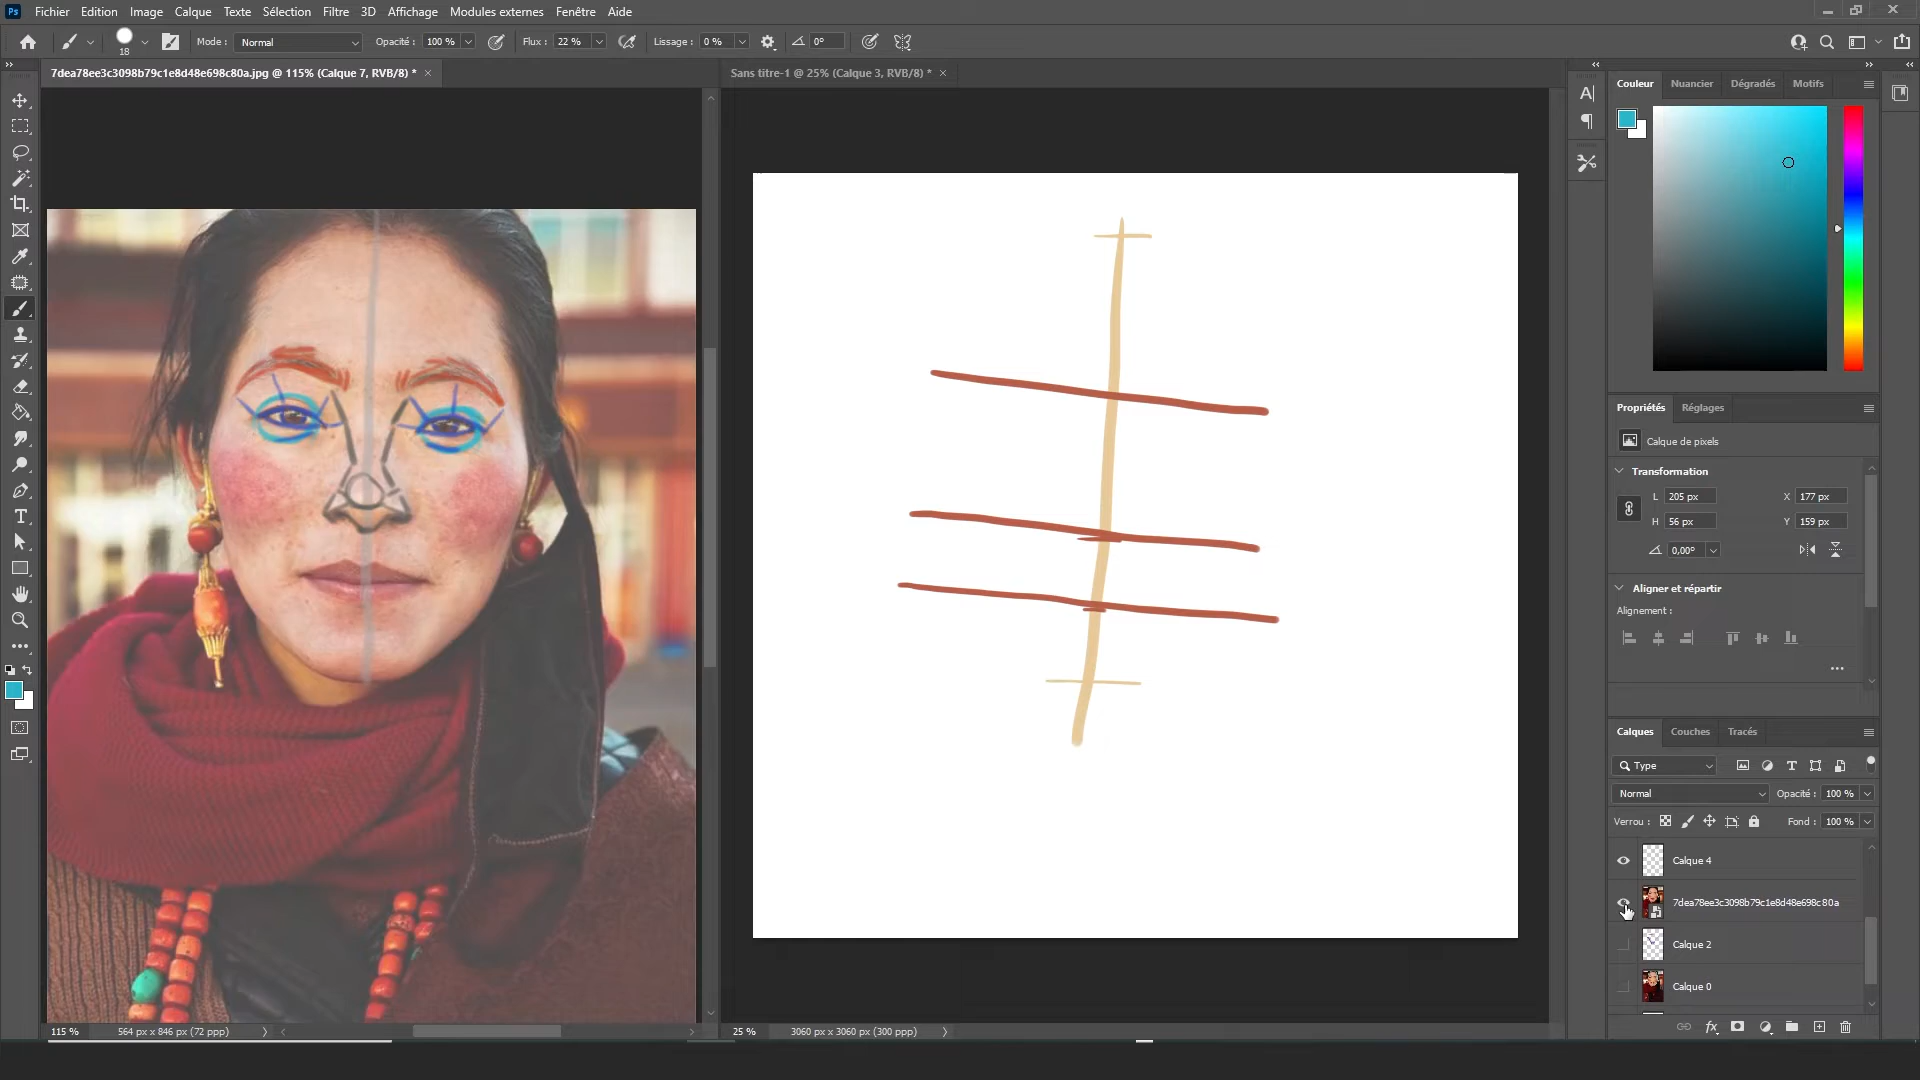 Ps Fichier Edition Image Calque Texte Sélection Filtre 3D Affichage Modules externes Fenêtre Aide
18 Mode : Normal Opacité : 100 % Flux : 22 % Lissage : 0 % 0°
7dea78ee3c3098b79c1e8d48e698c80a.jpg @ 115% (Calque 7, RVB/8) * × Sans titre-1 @ 25% (Calque 3, RVB/8) * ×
Couleur Nuancier Dégradés Motifs
Propriétés Réglages
Calque de pixels
Transformation
L 205 px X 177 px
H 56 px Y 159 px
0,00°
Aligner et répartir
Alignement :
Calques Couches Tracés
Type
Normal Opacité : 100 %
Verrou : Fond : 100 %
Calque 4
7dea78ee3c3098b79c1e8d48e698c80a
Calque 2
Calque 0
fx
115 % 564 px x 846 px (72 ppp) 25 % 3060 px x 3060 px (300 ppp)